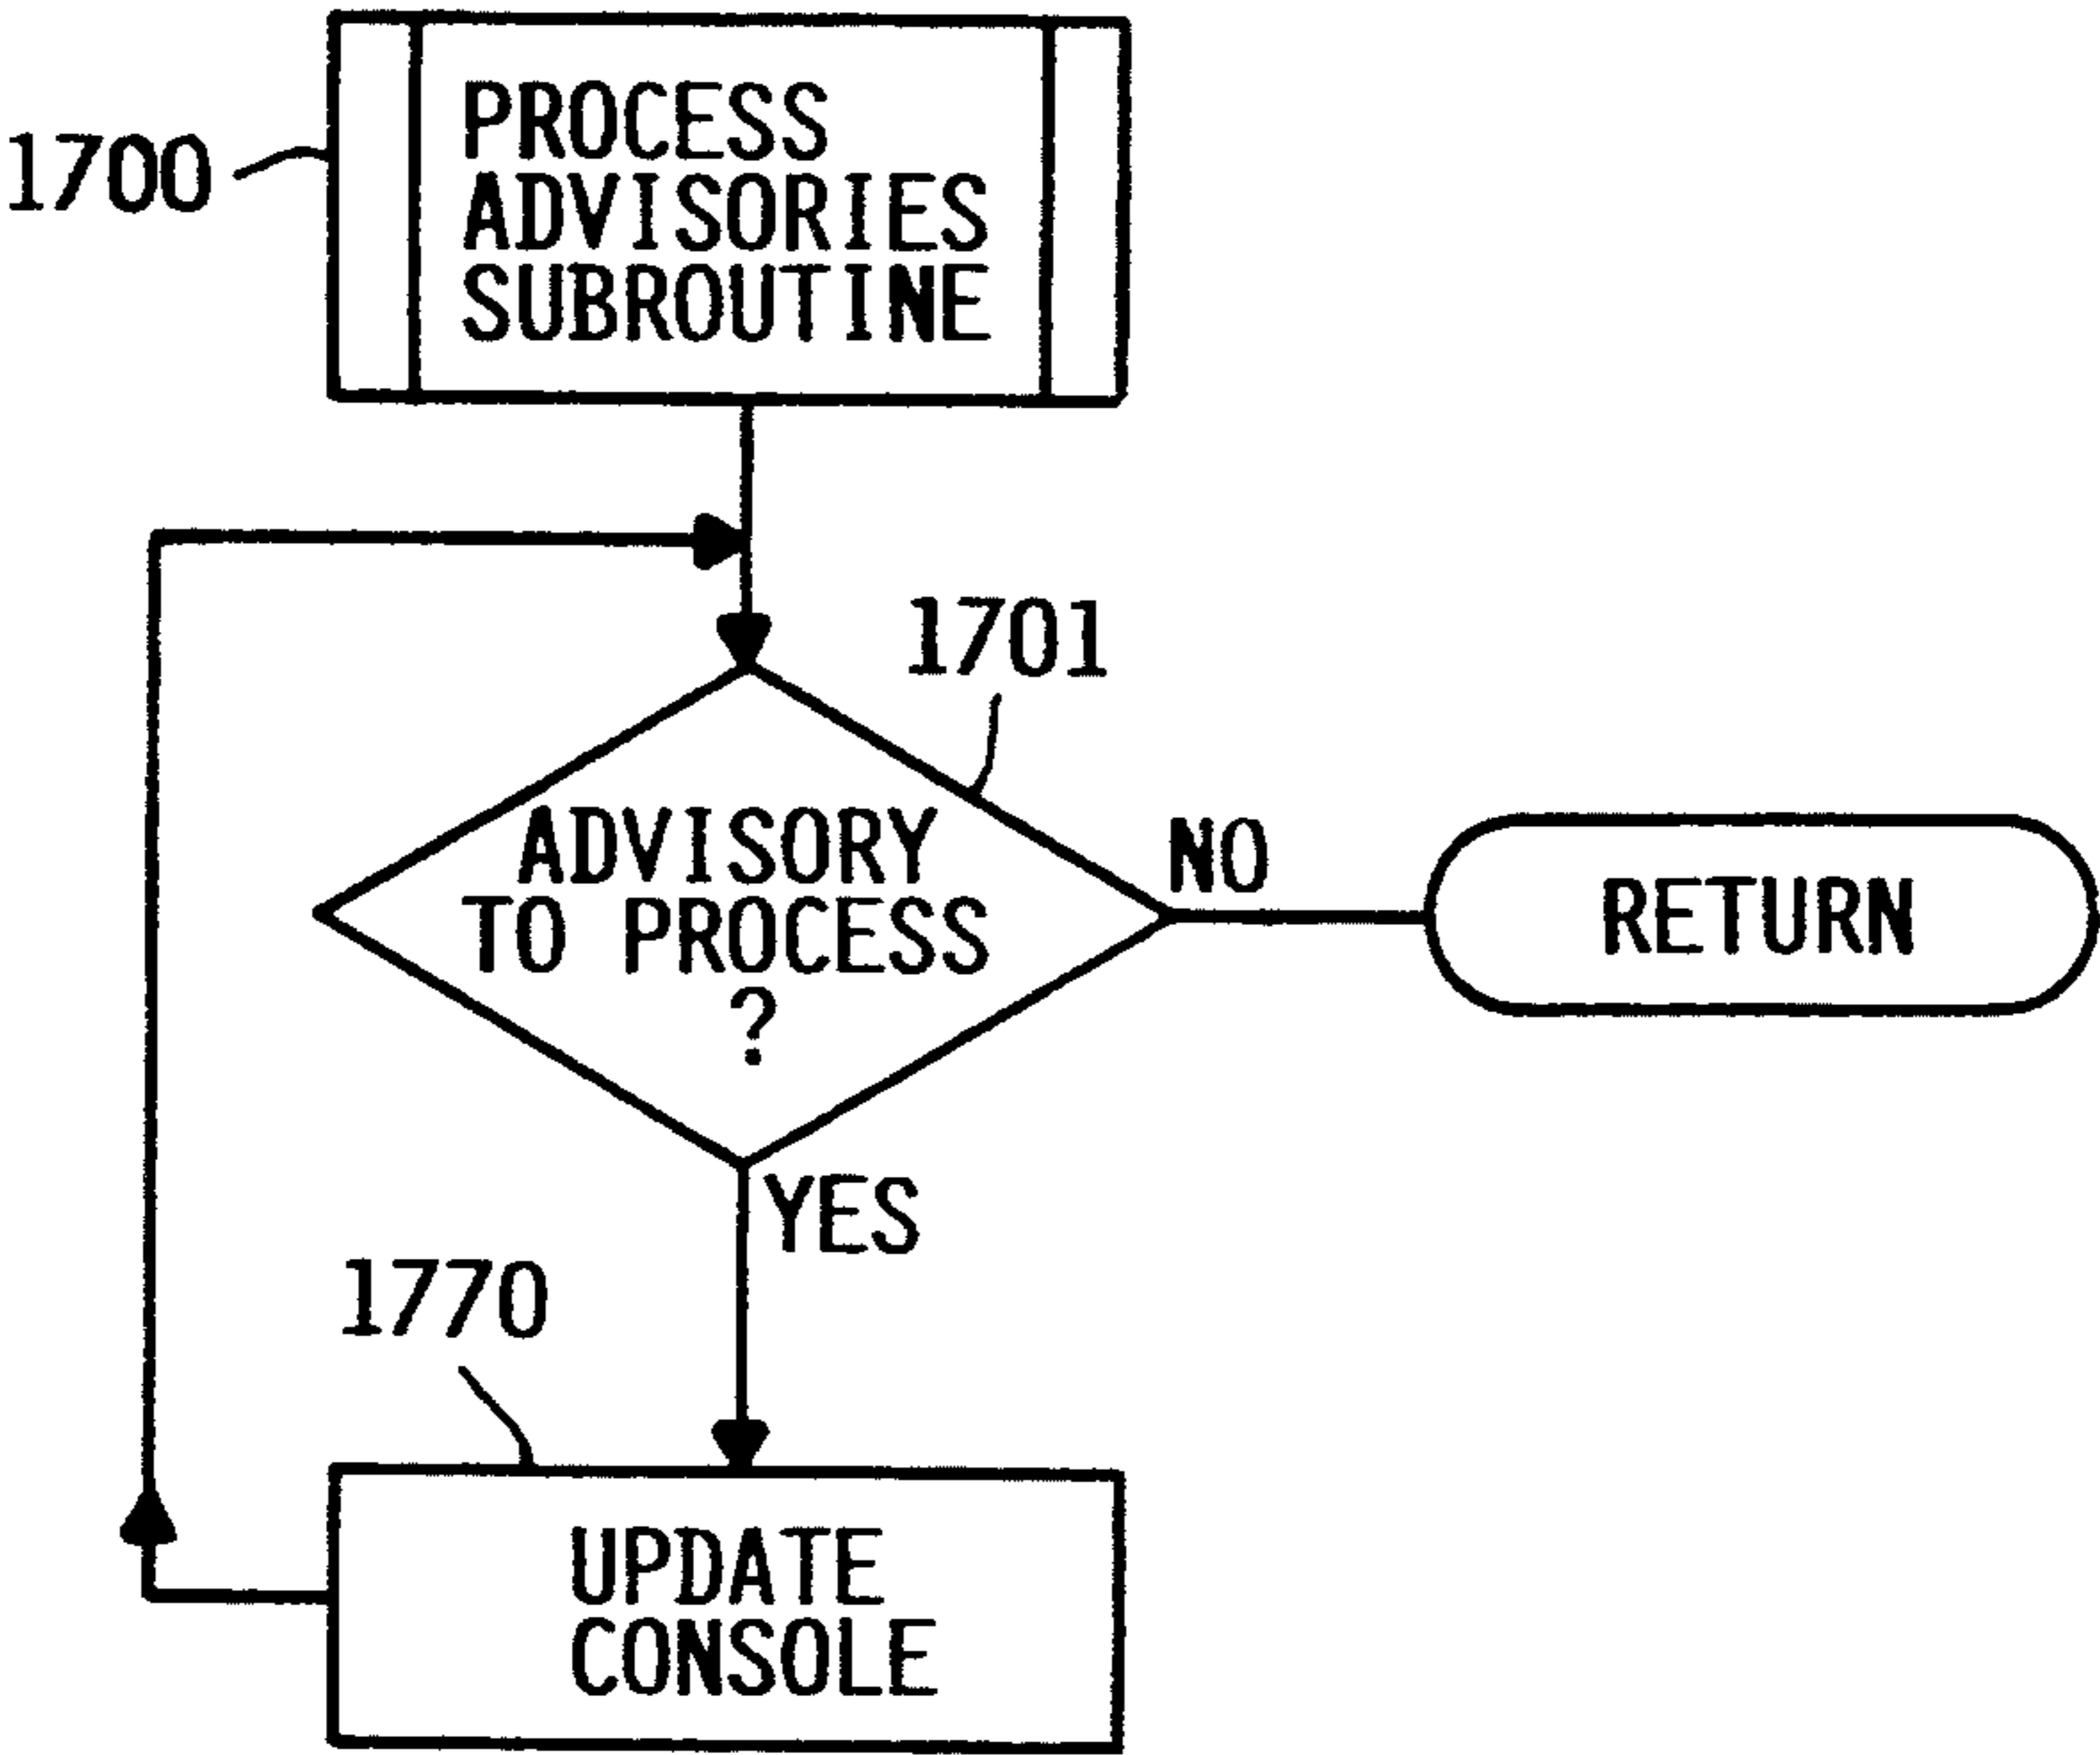 1700
PROCESS
ADVISORIES
SUBROUTINE
1701
ADVISORY
TO PROCESS
?
NO
RETURN
YES
1770
UPDATE
CONSOLE